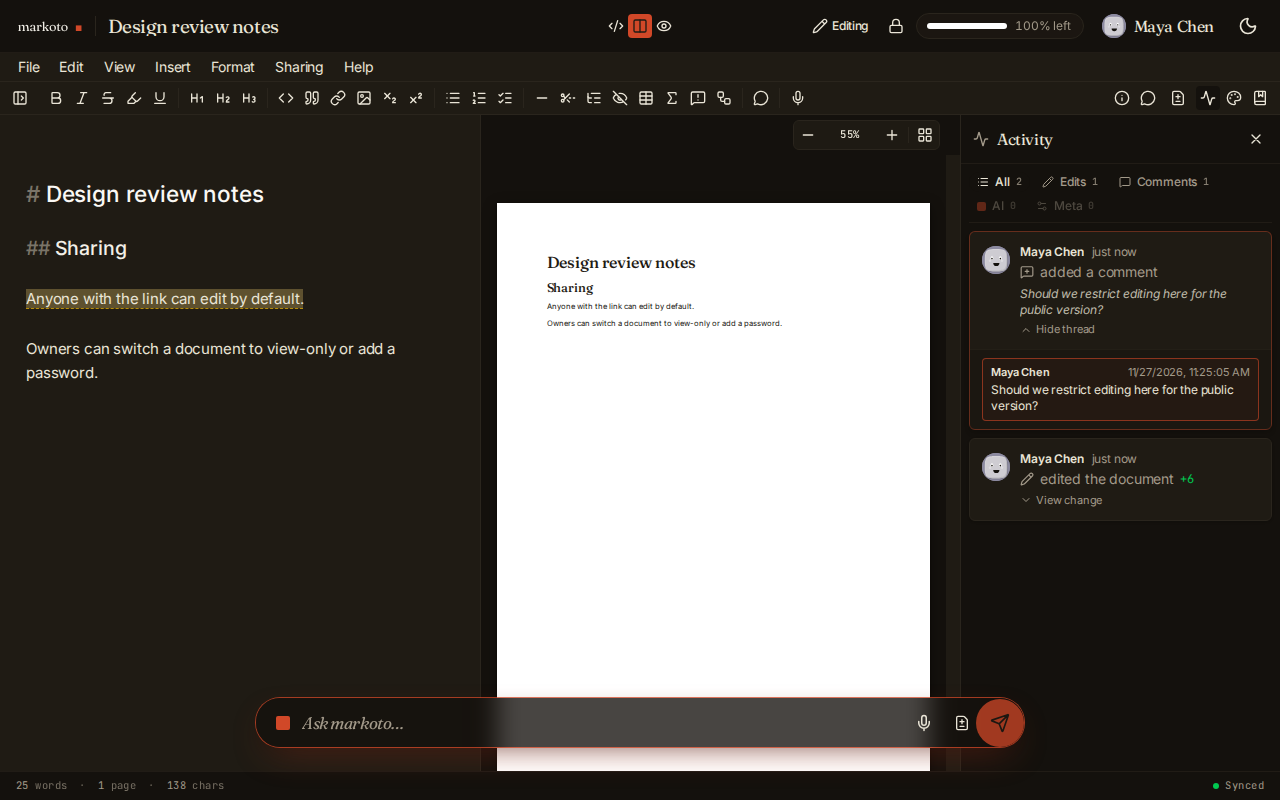 markoto
Design review notes
Editing
100% left
Maya Chen
File Edit View Insert Format Sharing Help
H1 H2 H3
55%
Activity
All 2 Edits 1 Comments 1
AI 0 Meta 0
# Design review notes
## Sharing
Anyone with the link can edit by default.
Owners can switch a document to view-only or add a
password.
Design review notes
Sharing
Anyone with the link can edit by default.
Owners can switch a document to view-only or add a password.
Maya Chen just now
added a comment
Should we restrict editing here for the
public version?
Hide thread
Maya Chen 11/27/2026, 11:25:05 AM
Should we restrict editing here for the public
version?
Maya Chen just now
edited the document +6
View change
Ask markoto...
25 words · 1 page · 138 chars
Synced